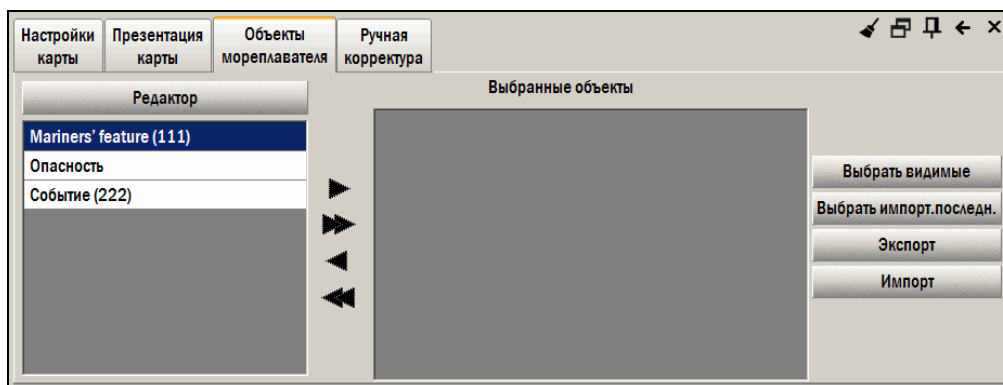 Настройки карты
Презентация карты
Объекты мореплавателя
Ручная корректура
Редактор
Mariners' feature (111)
Опасность
Событие (222)
Выбранные объекты
Выбрать видимые
Выбрать импорт.последн.
Экспорт
Импорт